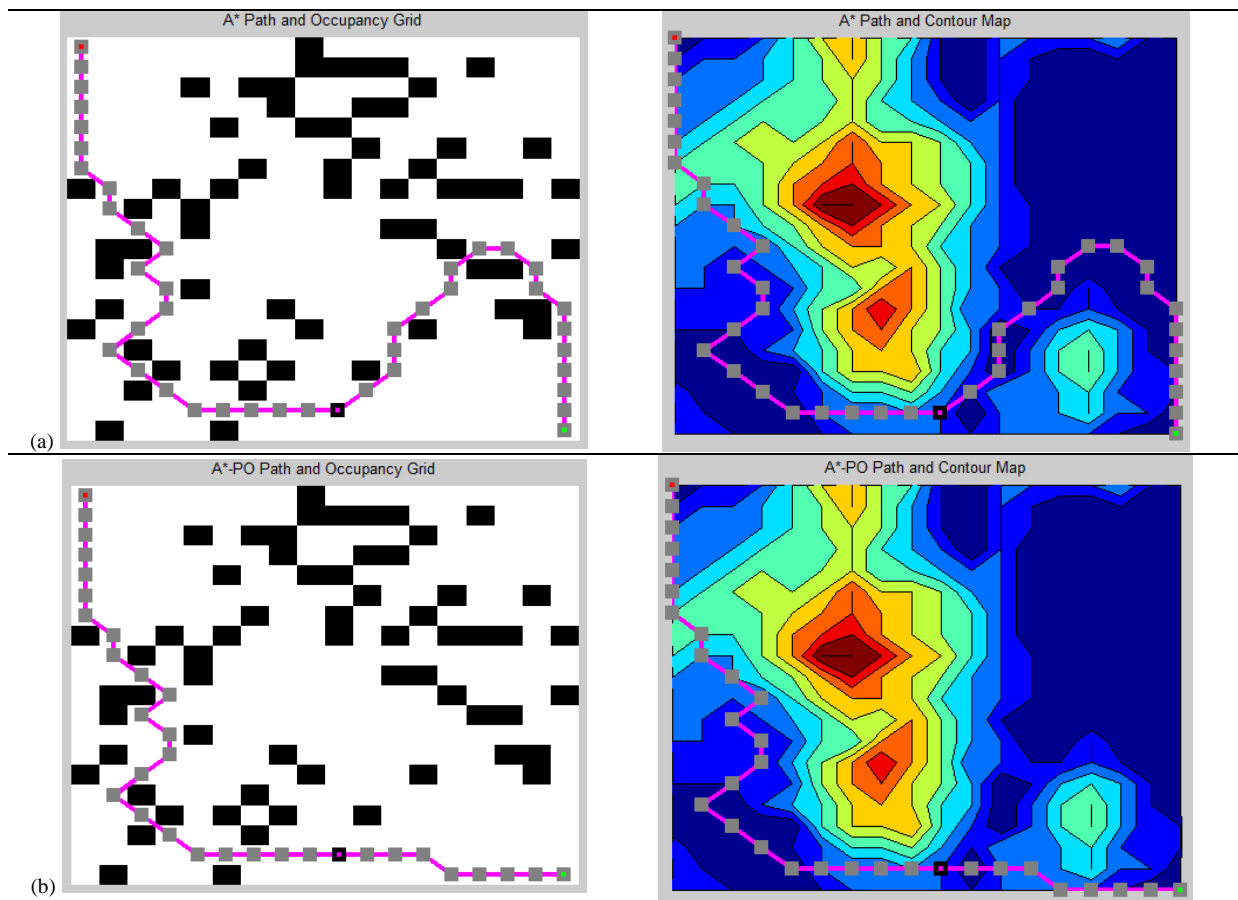 A* Path and Occupancy Grid
A* Path and Contour Map
(a)
A*-PO Path and Occupancy Grid
A*-PO Path and Contour Map
(b)